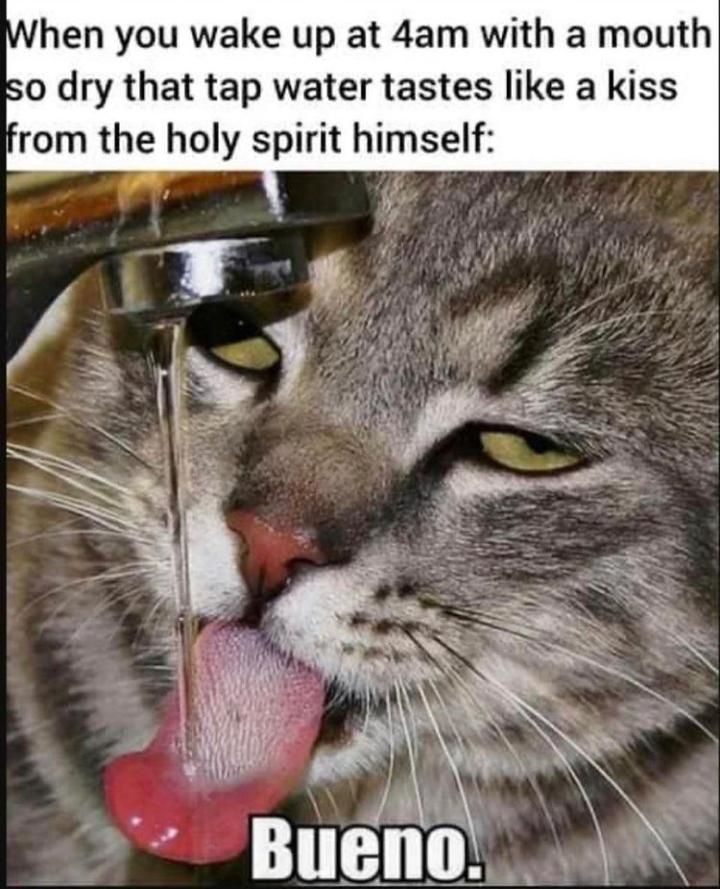 When you wake up at 4am with a mouth
so dry that tap water tastes like a kiss
from the holy spirit himself:
Bueno.